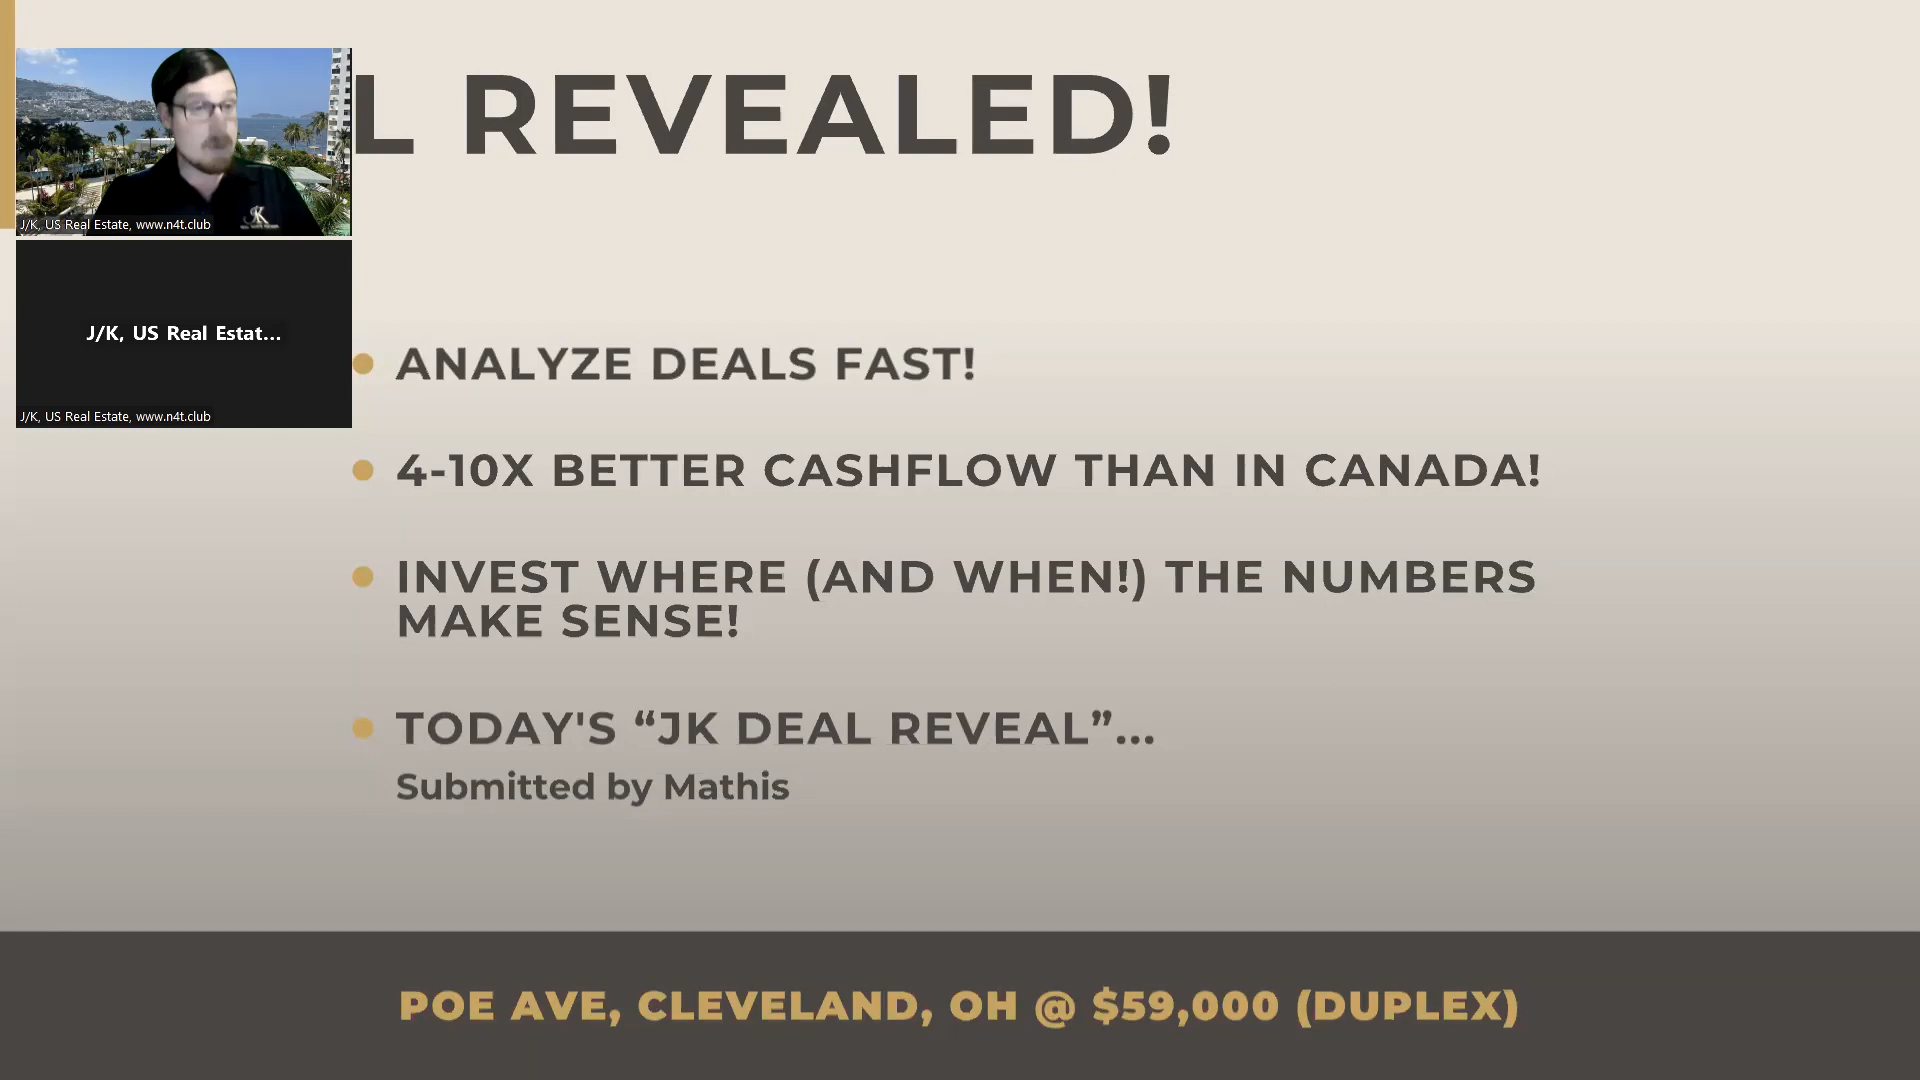 L REVEALED!
J/K, US Real Estate, www.n4t.club
J/K, US Real Estat...
J/K, US Real Estate, www.n4t.club
ANALYZE DEALS FAST!
4-10X BETTER CASHFLOW THAN IN CANADA!
INVEST WHERE (AND WHEN!) THE NUMBERS
MAKE SENSE!
TODAY'S “JK DEAL REVEAL”...
Submitted by Mathis
POE AVE, CLEVELAND, OH @ $59,000 (DUPLEX)